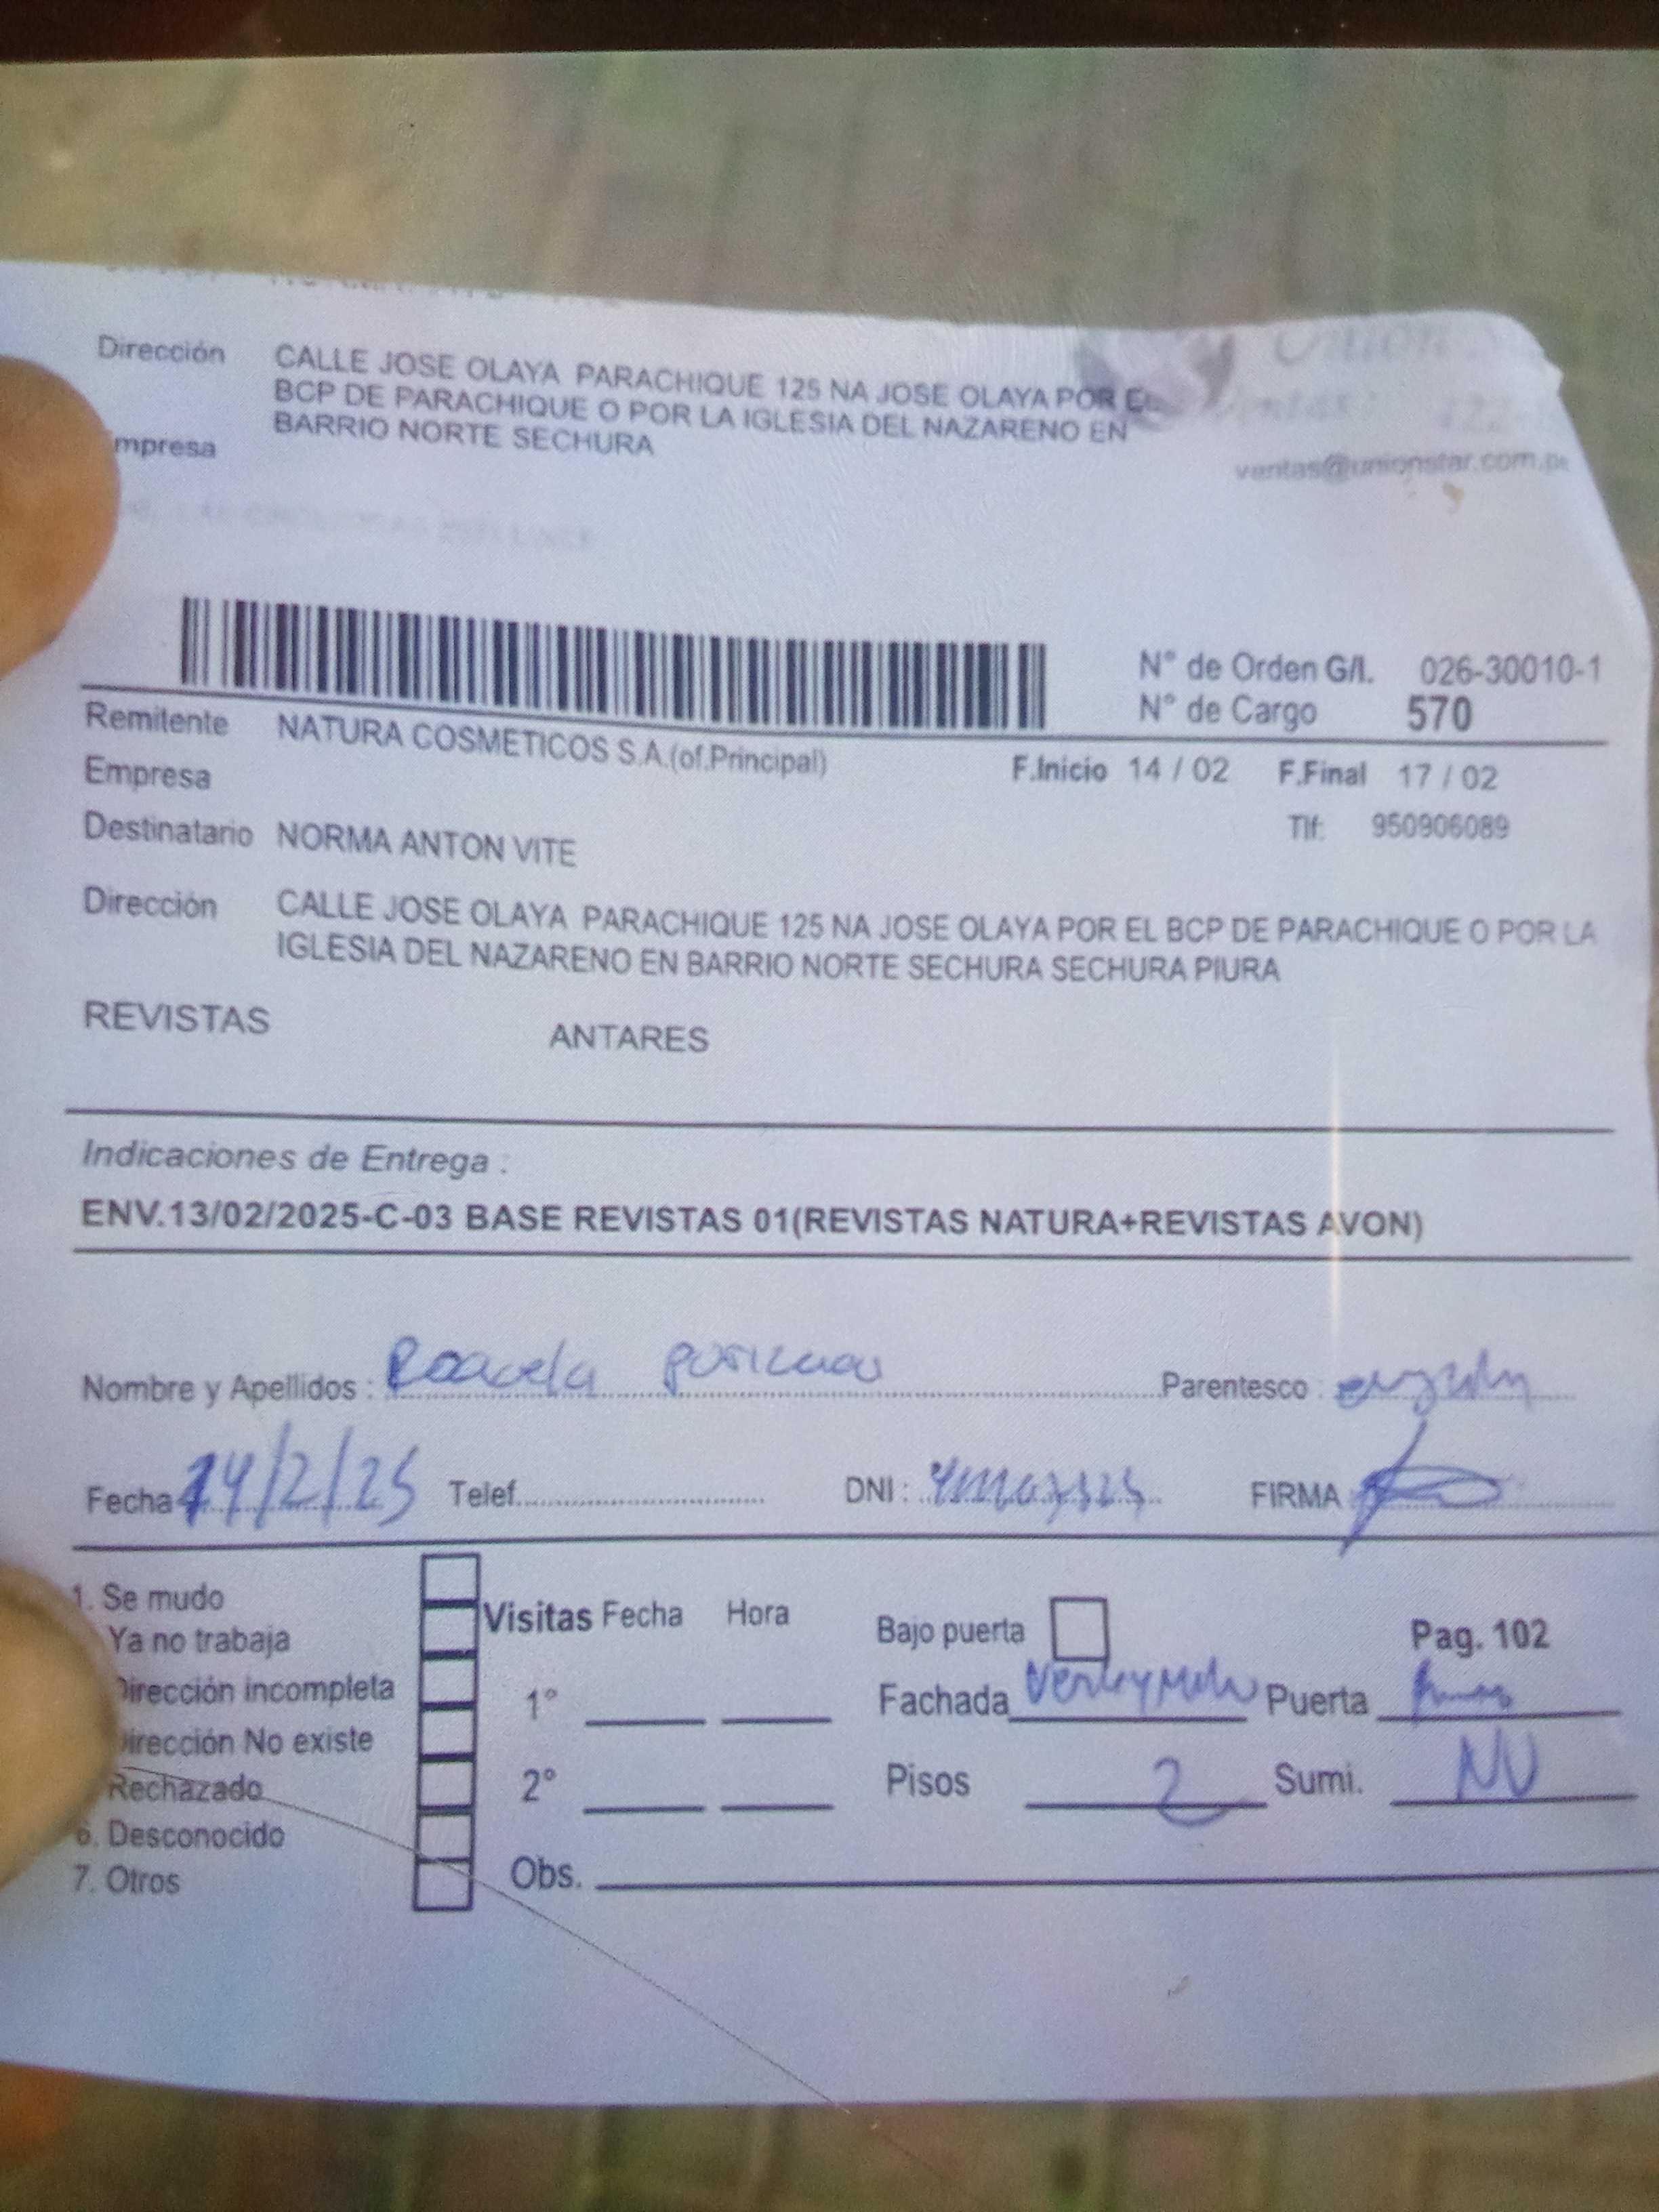 Dirección CALLE JOSE OLAYA PARACHIQUE 125 NA JOSE OLAYA POR EL
BCP DE PARACHIQUE O POR LA IGLESIA DEL NAZARENO EN
BARRIO NORTE SECHURA
mpresa
Union
ventas@unionstar.com.pe
N° de Orden G/I. 026-30010-1
N° de Cargo 570
Remitente NATURA COSMETICOS S.A.(of.Principal)
Empresa F.Inicio 14 / 02 F.Final 17 / 02
Destinatario NORMA ANTON VITE Tlf: 950906089
Dirección CALLE JOSE OLAYA PARACHIQUE 125 NA JOSE OLAYA POR EL BCP DE PARACHIQUE O POR LA
IGLESIA DEL NAZARENO EN BARRIO NORTE SECHURA SECHURA PIURA
REVISTAS ANTARES
Indicaciones de Entrega :
ENV.13/02/2025-C-03 BASE REVISTAS 01(REVISTAS NATURA+REVISTAS AVON)
Nombre y Apellidos : Parentesco :
Fecha 14/2/25 Telef. DNI : FIRMA
1. Se mudo
Ya no trabaja
Dirección incompleta
Dirección No existe
Rechazado
6. Desconocido
7. Otros
Visitas Fecha Hora
1°
2°
Obs.
Bajo puerta Pag. 102
Fachada Puerta
Pisos 2 Sumi. NV